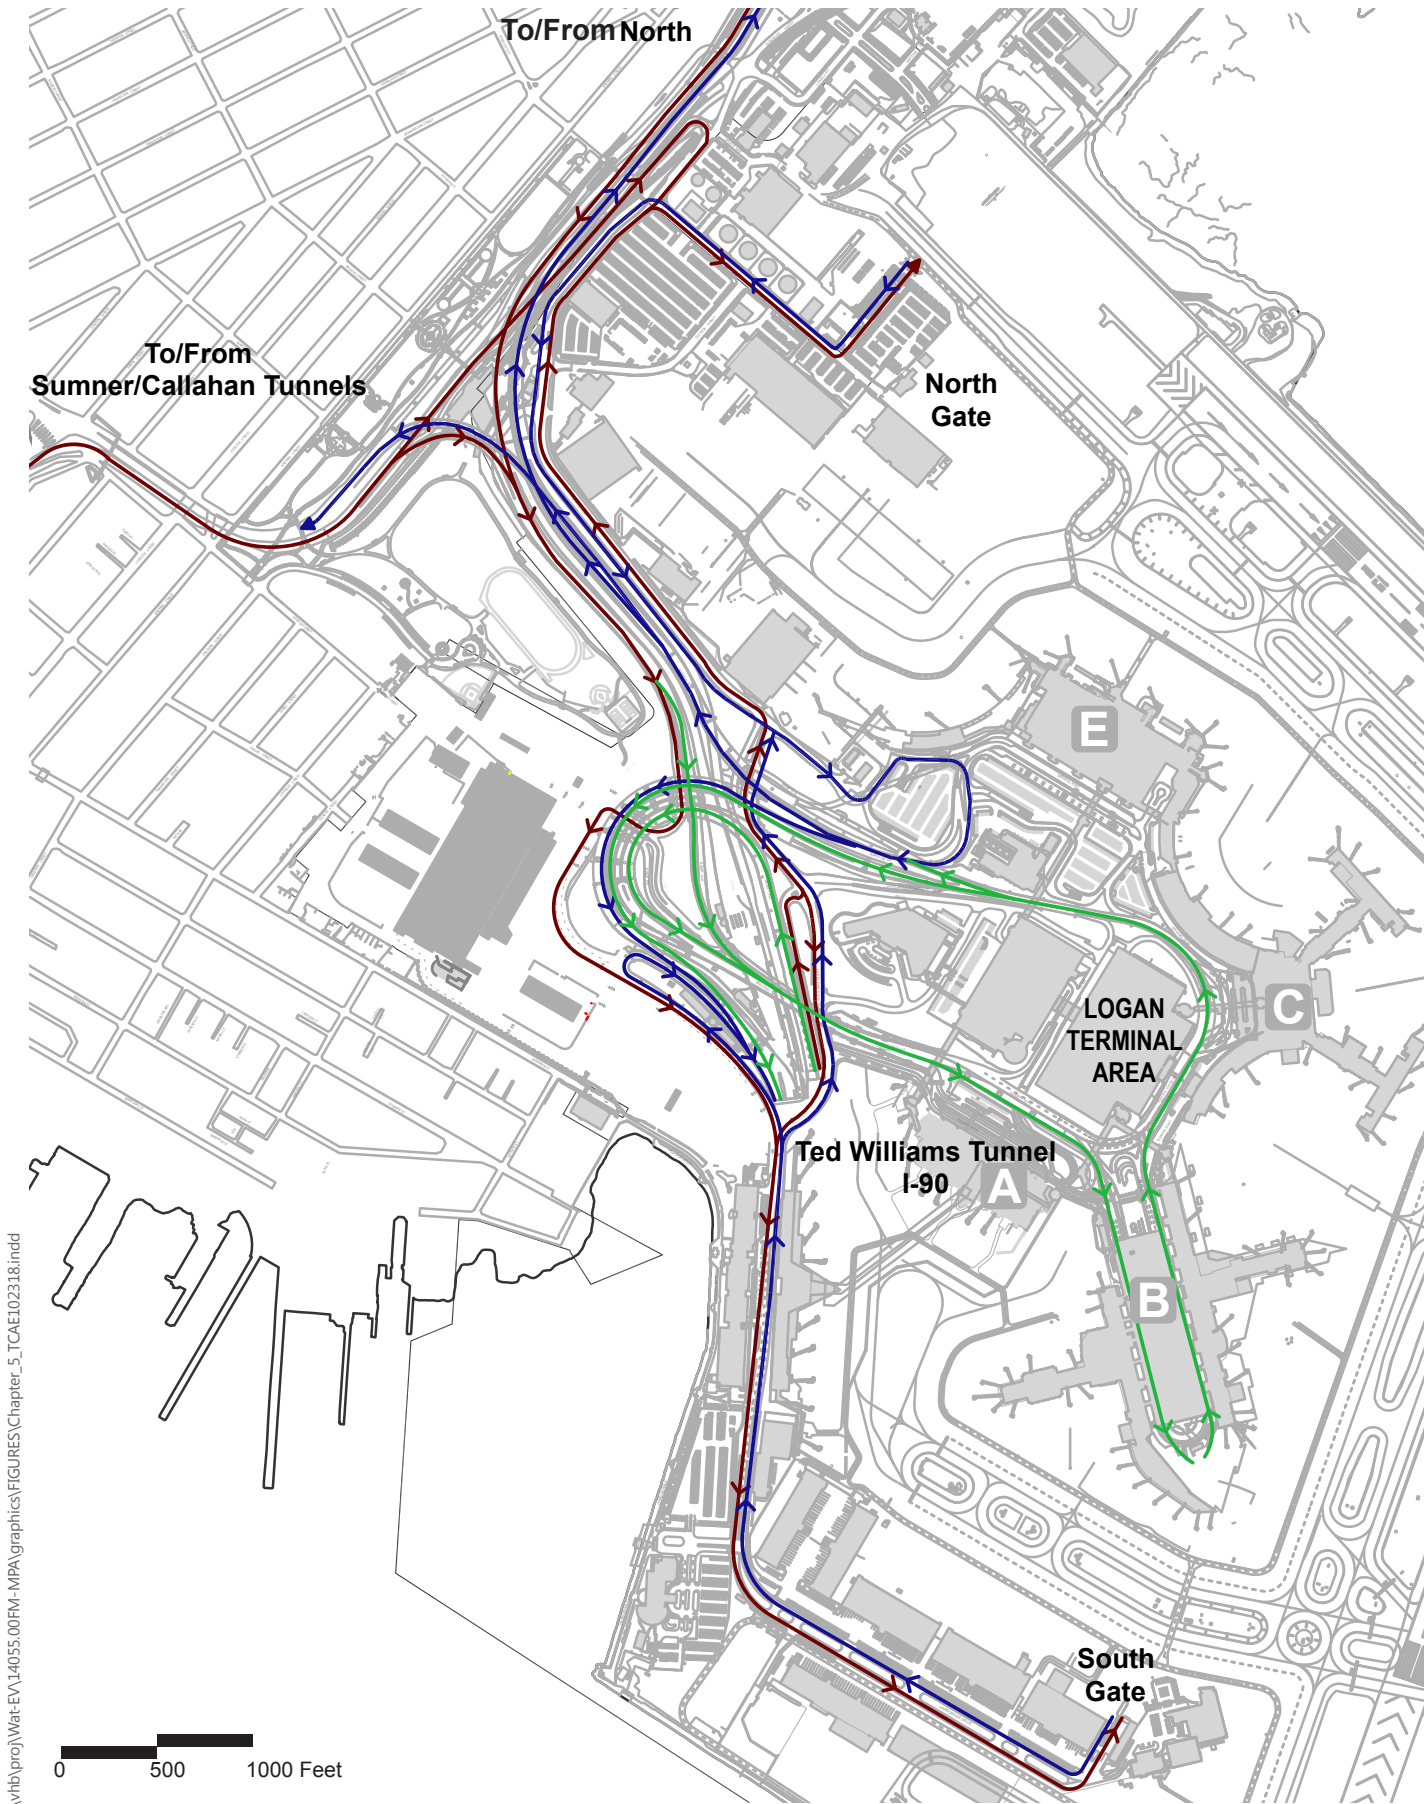 To/From North
To/From
Sumner/Callahan Tunnels
North
Gate
E
C
LOGAN
TERMINAL
AREA
Ted Williams Tunnel
I-90
A
B
South
Gate
0 500 1000 Feet
\vhb\proj\Wat-EV\14055.00FM-MPA\graphics\FIGURES\Chapter_5_TCAE102318.indd